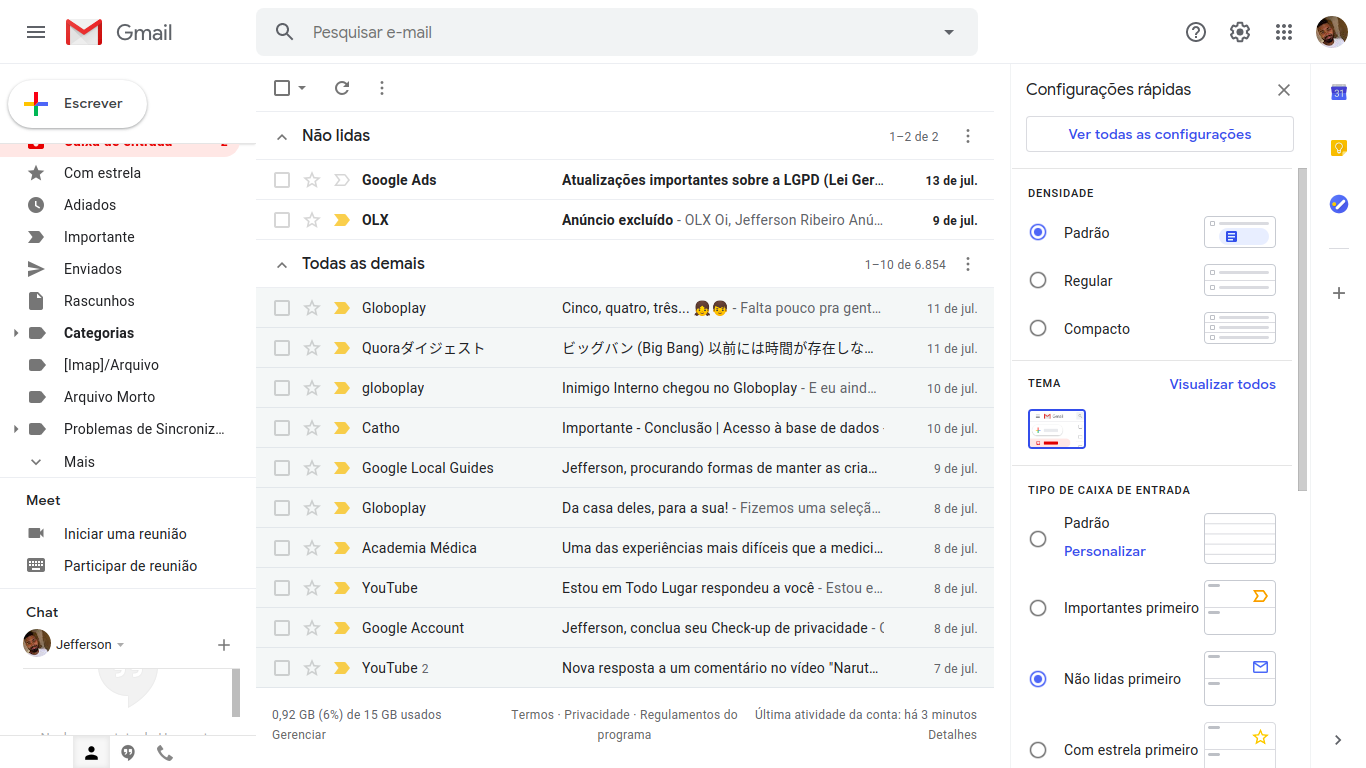 Gmail
Pesquisar e-mail
Escrever
Caixa de entrada 2
Com estrela
Adiados
Importante
Enviados
Rascunhos
Categorias
[Imap]/Arquivo
Arquivo Morto
Problemas de Sincroniz...
Mais
Meet
Iniciar uma reunião
Participar de reunião
Chat
Jefferson
Não lidas 1–2 de 2
Google Ads Atualizações importantes sobre a LGPD (Lei Ger... 13 de jul.
OLX Anúncio excluído - OLX Oi, Jefferson Ribeiro Anú... 9 de jul.
Todas as demais 1–10 de 6.854
Globoplay Cinco, quatro, três... 👧👦 - Falta pouco pra gent... 11 de jul.
Quoraダイジェスト ビッグバン (Big Bang) 以前には時間が存在しな... 11 de jul.
globoplay Inimigo Interno chegou no Globoplay - E eu aind... 10 de jul.
Catho Importante - Conclusão | Acesso à base de dados - 10 de jul.
Google Local Guides Jefferson, procurando formas de manter as cria... 9 de jul.
Globoplay Da casa deles, para a sua! - Fizemos uma seleçã... 8 de jul.
Academia Médica Uma das experiências mais difíceis que a medici... 8 de jul.
YouTube Estou em Todo Lugar respondeu a você - Estou e... 8 de jul.
Google Account Jefferson, conclua seu Check-up de privacidade - 8 de jul.
YouTube 2 Nova resposta a um comentário no vídeo "Narut... 7 de jul.
0,92 GB (6%) de 15 GB usados
Gerenciar
Termos · Privacidade · Regulamentos do
programa
Última atividade da conta: há 3 minutos
Detalhes
Configurações rápidas
Ver todas as configurações
DENSIDADE
Padrão
Regular
Compacto
TEMA Visualizar todos
Gmail
TIPO DE CAIXA DE ENTRADA
Padrão
Personalizar
Importantes primeiro
Não lidas primeiro
Com estrela primeiro
31